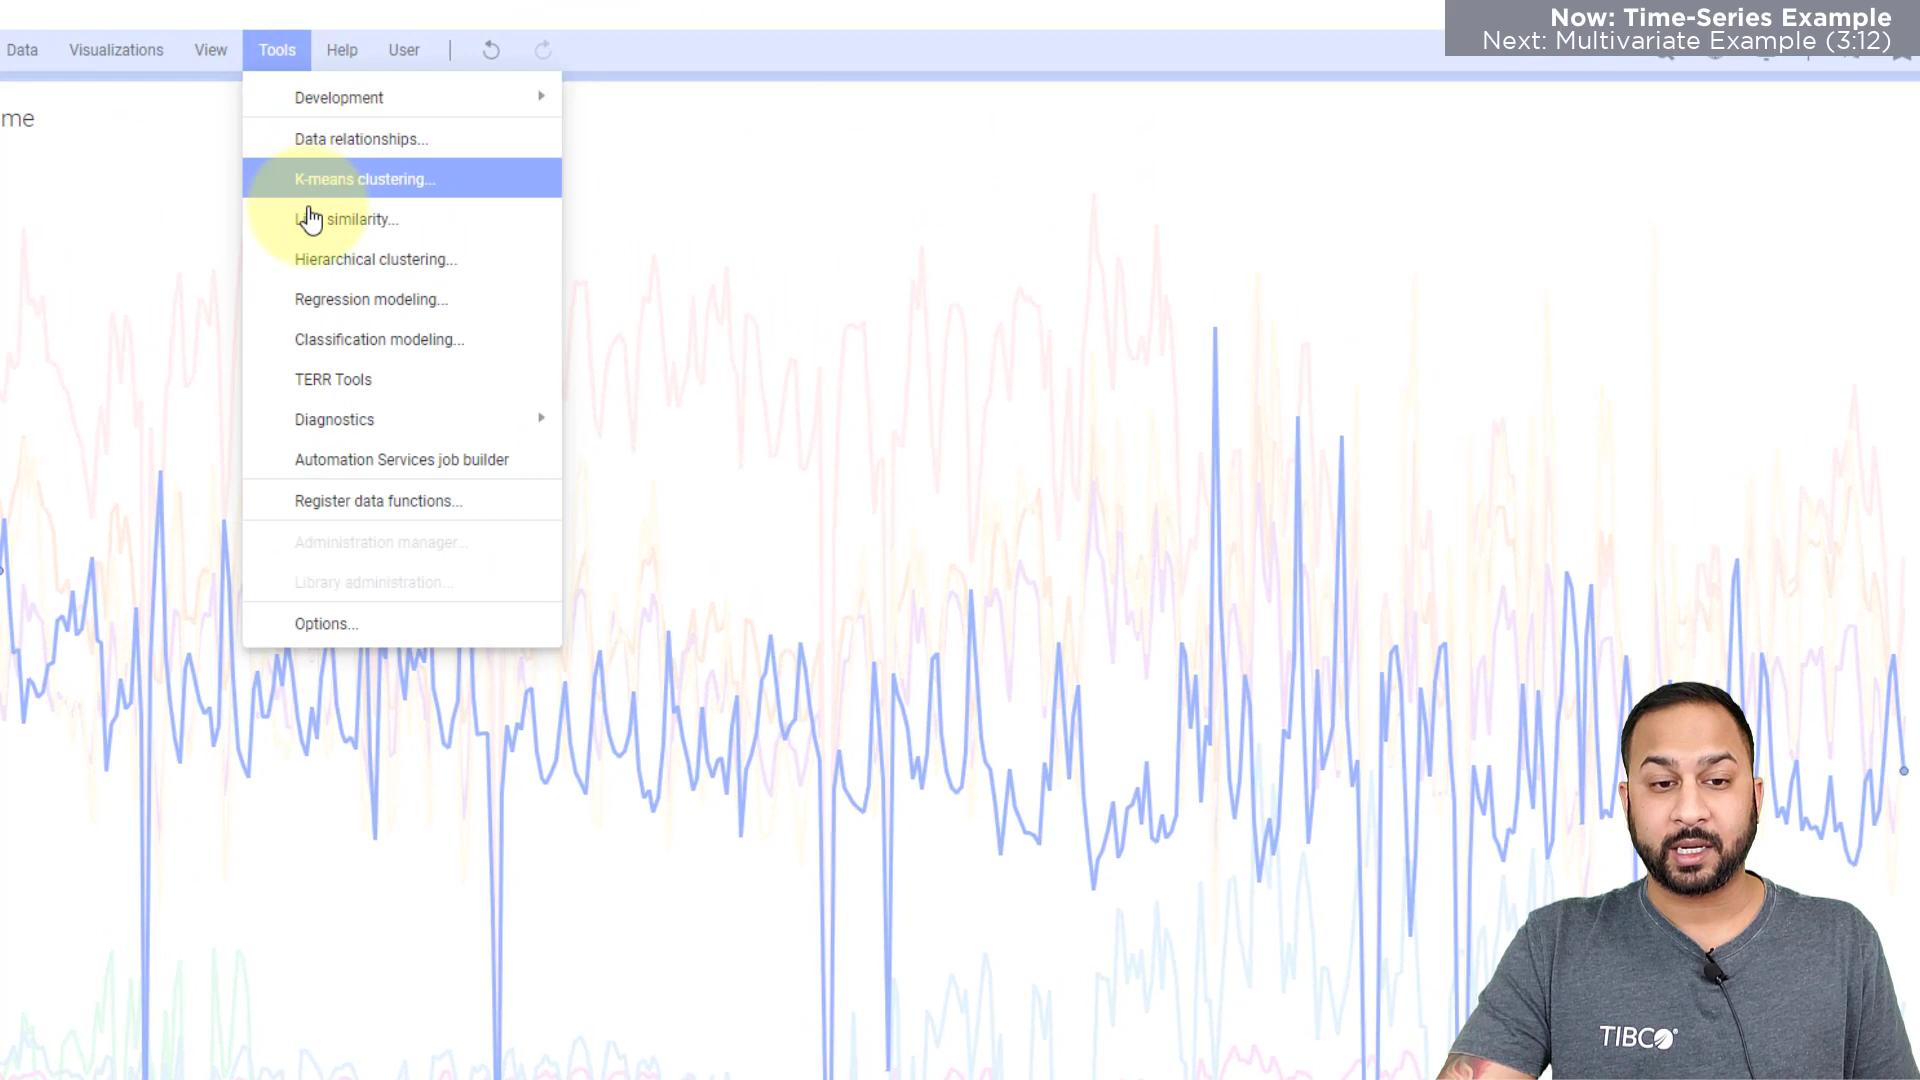 Now: Time-Series Example
Next: Multivariate Example (3:12)
Data Visualizations View Tools Help User
me
Development
Data relationships...
K-means clustering...
similarity...
Hierarchical clustering...
Regression modeling...
Classification modeling...
TERR Tools
Diagnostics
Automation Services job builder
Register data functions...
Administration manager...
Library administration...
Options...
TIBCO